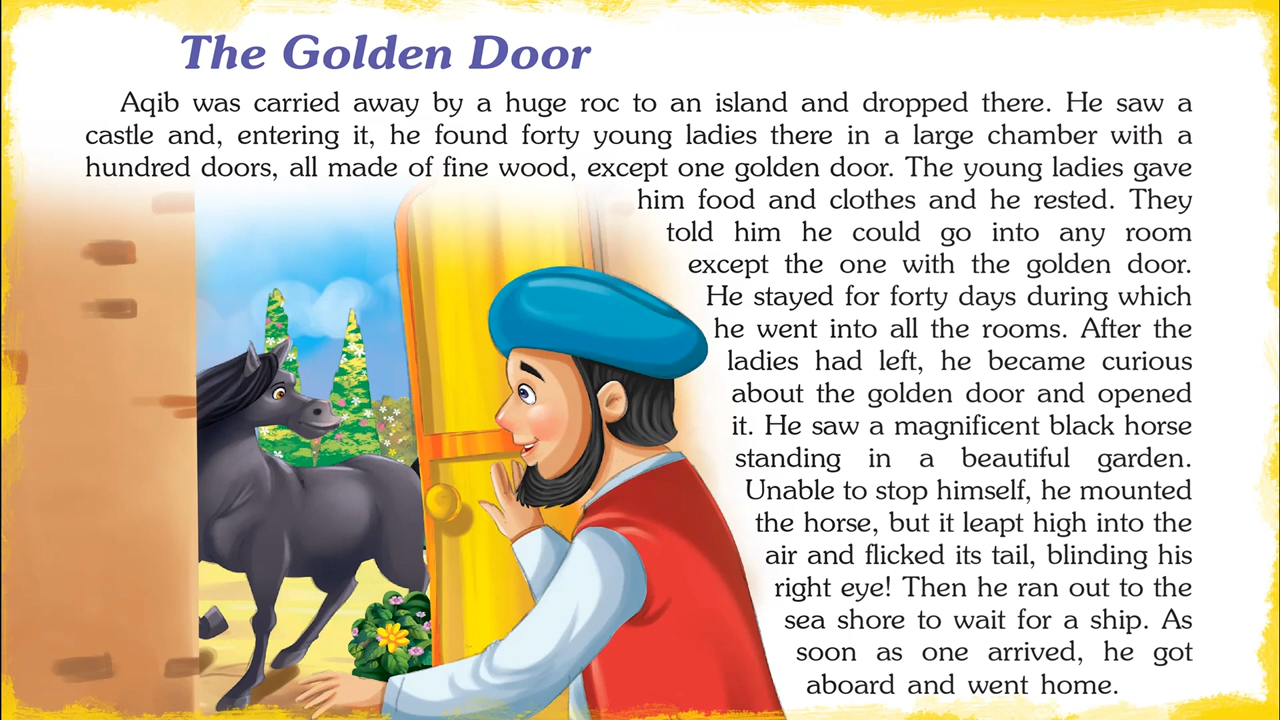 The Golden Door
Aqib was carried away by a huge roc to an island and dropped there. He saw a
castle and, entering it, he found forty young ladies there in a large chamber with a
hundred doors, all made of fine wood, except one golden door. The young ladies gave
him food and clothes and he rested. They
told him he could go into any room
except the one with the golden door.
He stayed for forty days during which
he went into all the rooms. After the
ladies had left, he became curious
about the golden door and opened
it. He saw a magnificent black horse
standing in a beautiful garden.
Unable to stop himself, he mounted
the horse, but it leapt high into the
air and flicked its tail, blinding his
right eye! Then he ran out to the
sea shore to wait for a ship. As
soon as one arrived, he got
aboard and went home.